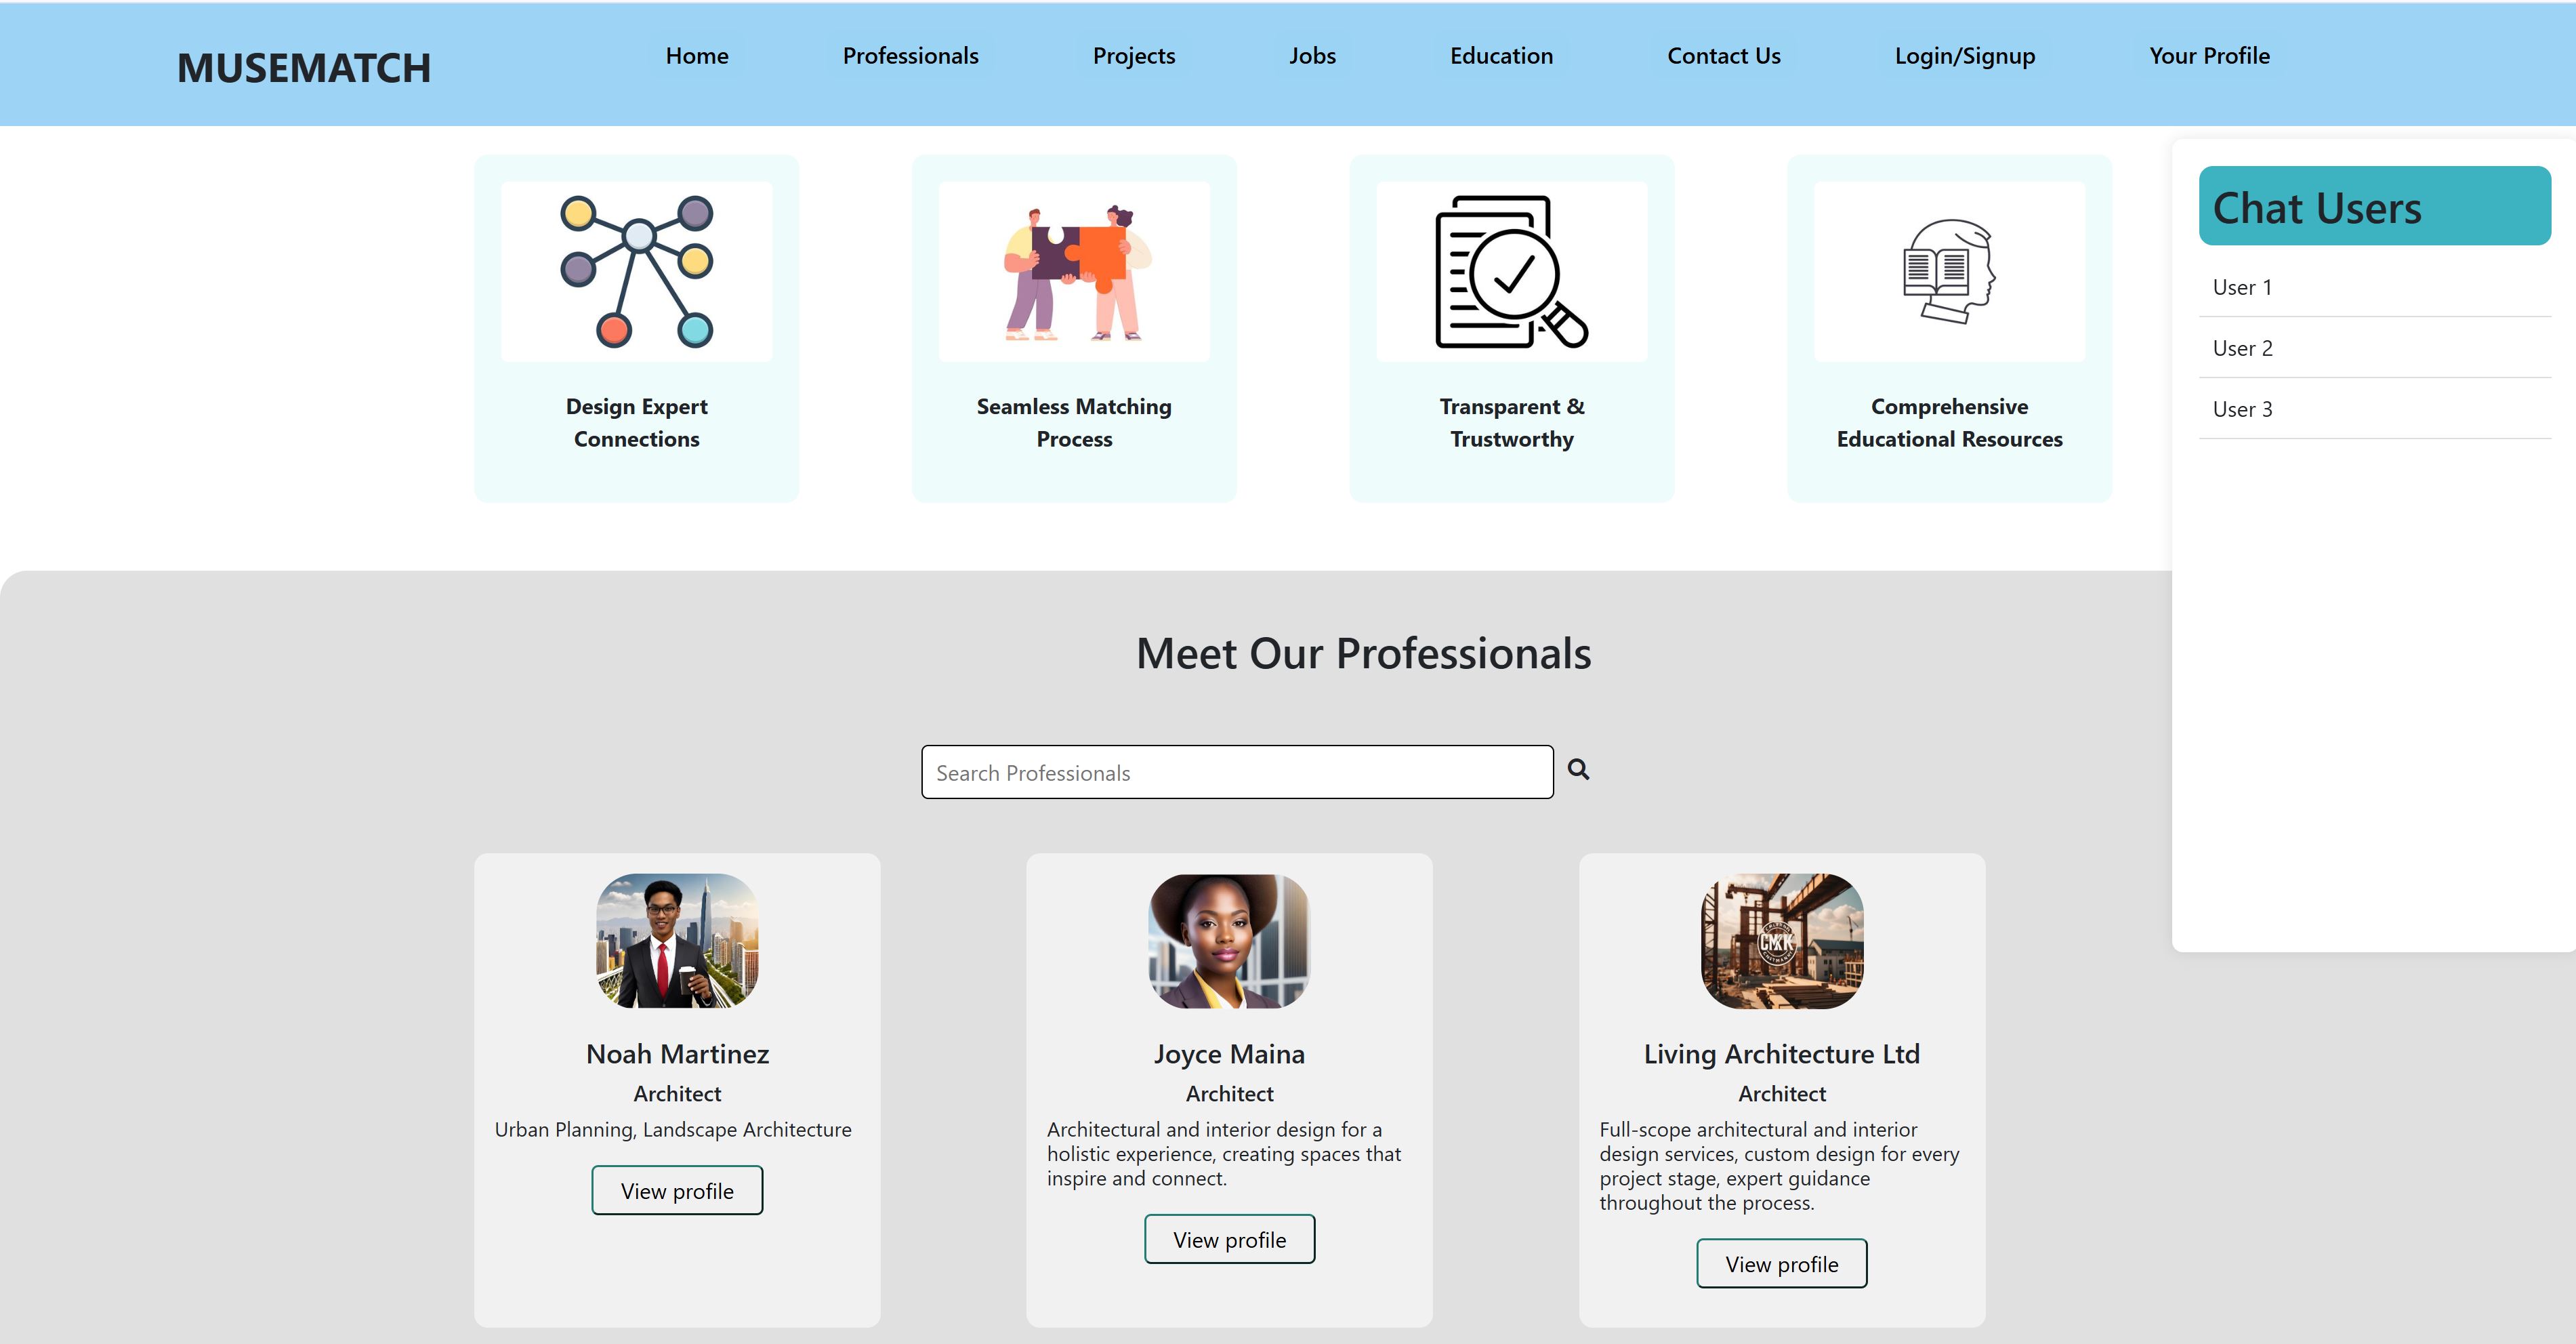 MUSEMATCH
Home
Professionals
Projects
Jobs
Education
Contact Us
Login/Signup
Your Profile
Design Expert
Connections
Seamless Matching
Process
Transparent &
Trustworthy
Comprehensive
Educational Resources
Chat Users
User 1
User 2
User 3
Meet Our Professionals
Search Professionals
Noah Martinez
Architect
Urban Planning, Landscape Architecture
View profile
Joyce Maina
Architect
Architectural and interior design for a
holistic experience, creating spaces that
inspire and connect.
View profile
Living Architecture Ltd
Architect
Full-scope architectural and interior
design services, custom design for every
project stage, expert guidance
throughout the process.
View profile